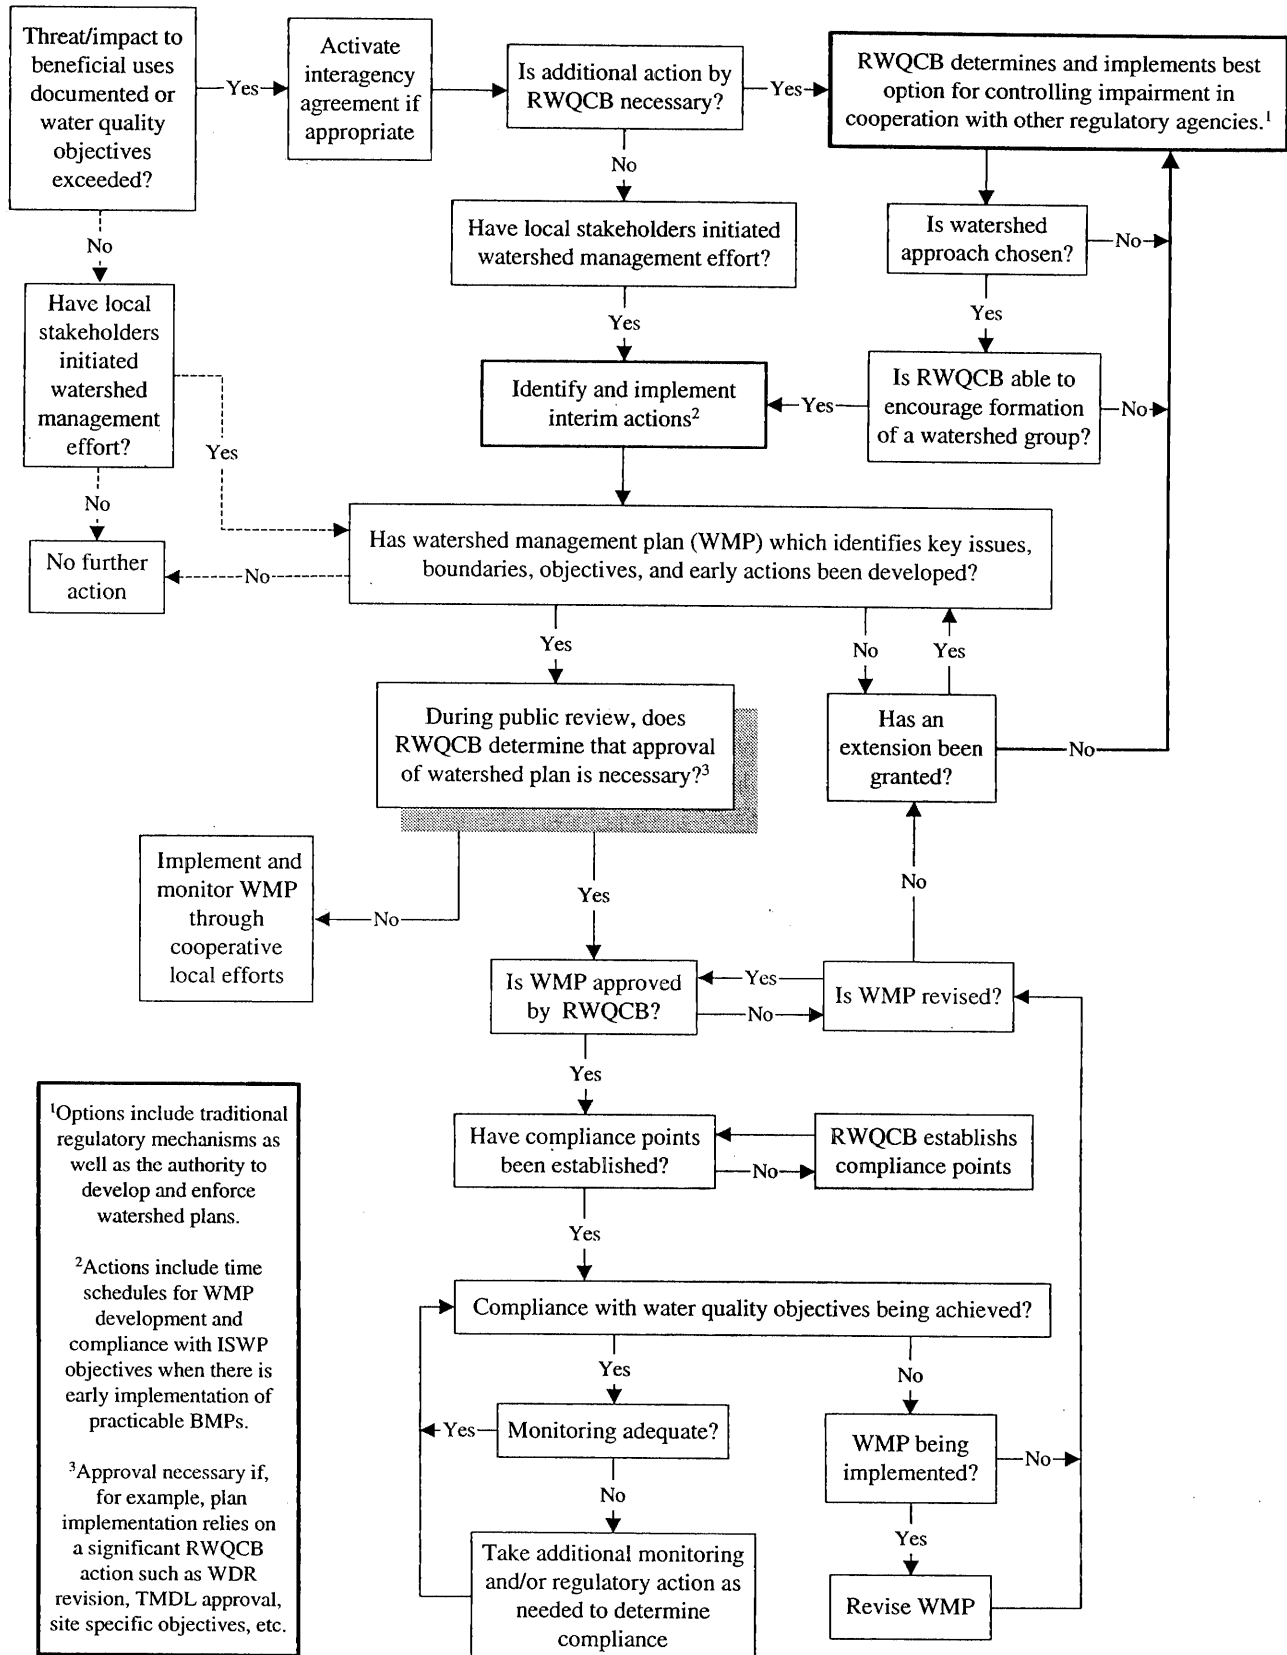 Threat/impact to
beneficial uses
documented or
water quality
objectives
exceeded?
Yes
Activate
interagency
agreement if
appropriate
Is additional action by
RWQCB necessary?
Yes
RWQCB determines and implements best
option for controlling impairment in
cooperation with other regulatory agencies.¹
No
No
Have local stakeholders initiated
watershed management effort?
Is watershed
approach chosen?
No
Have local
stakeholders
initiated
watershed
management
effort?
Yes
Yes
Yes
Identify and implement
interim actions²
Yes
Is RWQCB able to
encourage formation
of a watershed group?
No
No
No further
action
No
Has watershed management plan (WMP) which identifies key issues,
boundaries, objectives, and early actions been developed?
Yes
No
Yes
During public review, does
RWQCB determine that approval
of watershed plan is necessary?³
Has an
extension been
granted?
No
Implement and
monitor WMP
through
cooperative
local efforts
No
Yes
No
Is WMP approved
by RWQCB?
Yes
No
Is WMP revised?
Yes
Have compliance points
been established?
No
RWQCB establishs
compliance points
Yes
Compliance with water quality objectives being achieved?
Yes
No
Yes
Monitoring adequate?
WMP being
implemented?
No
No
Yes
Take additional monitoring
and/or regulatory action as
needed to determine
compliance
Revise WMP
¹Options include traditional
regulatory mechanisms as
well as the authority to
develop and enforce
watershed plans.
²Actions include time
schedules for WMP
development and
compliance with ISWP
objectives when there is
early implementation of
practicable BMPs.
³Approval necessary if,
for example, plan
implementation relies on
a significant RWQCB
action such as WDR
revision, TMDL approval,
site specific objectives, etc.